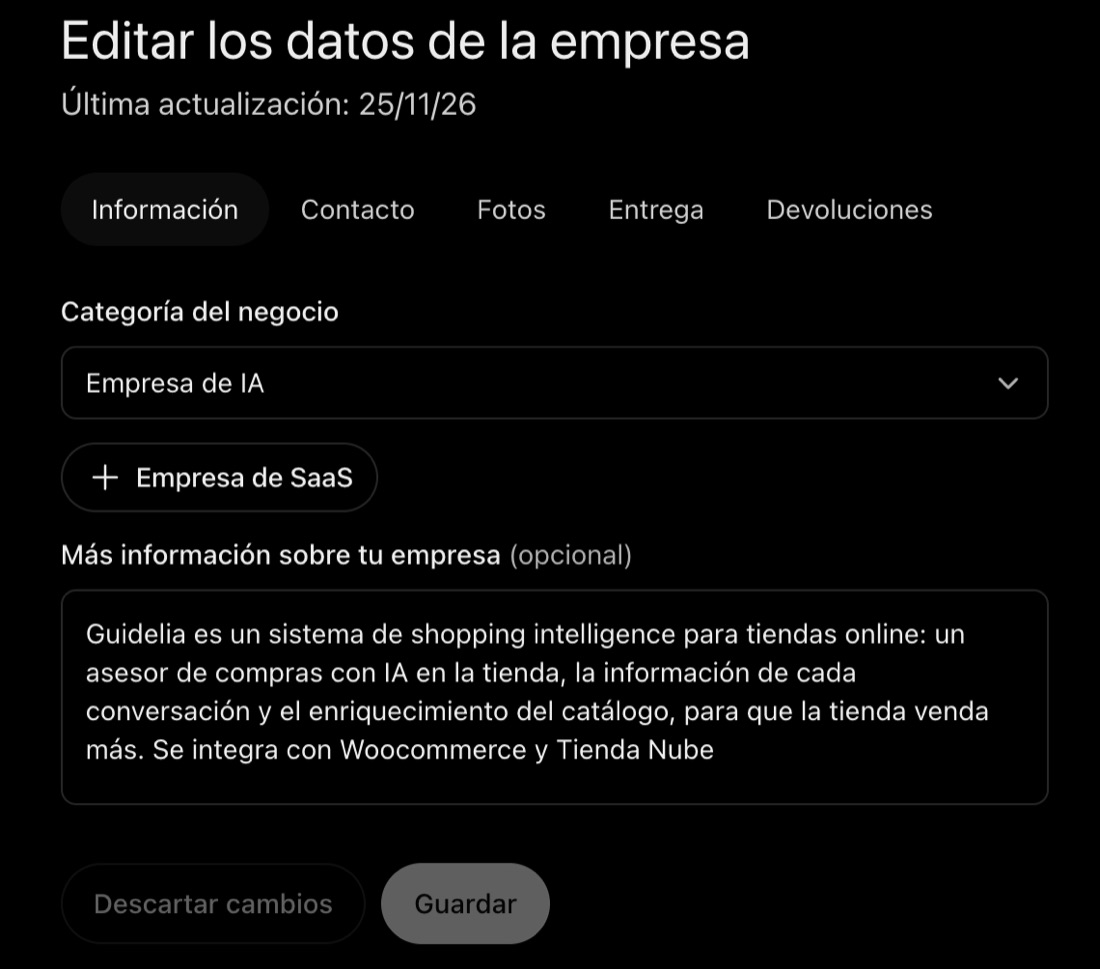 Editar los datos de la empresa
Última actualización: 25/11/26
Información Contacto Fotos Entrega Devoluciones
Categoría del negocio
Empresa de IA
+ Empresa de SaaS
Más información sobre tu empresa (opcional)
Guidelia es un sistema de shopping intelligence para tiendas online: un
asesor de compras con IA en la tienda, la información de cada
conversación y el enriquecimiento del catálogo, para que la tienda venda
más. Se integra con Woocommerce y Tienda Nube
Descartar cambios Guardar